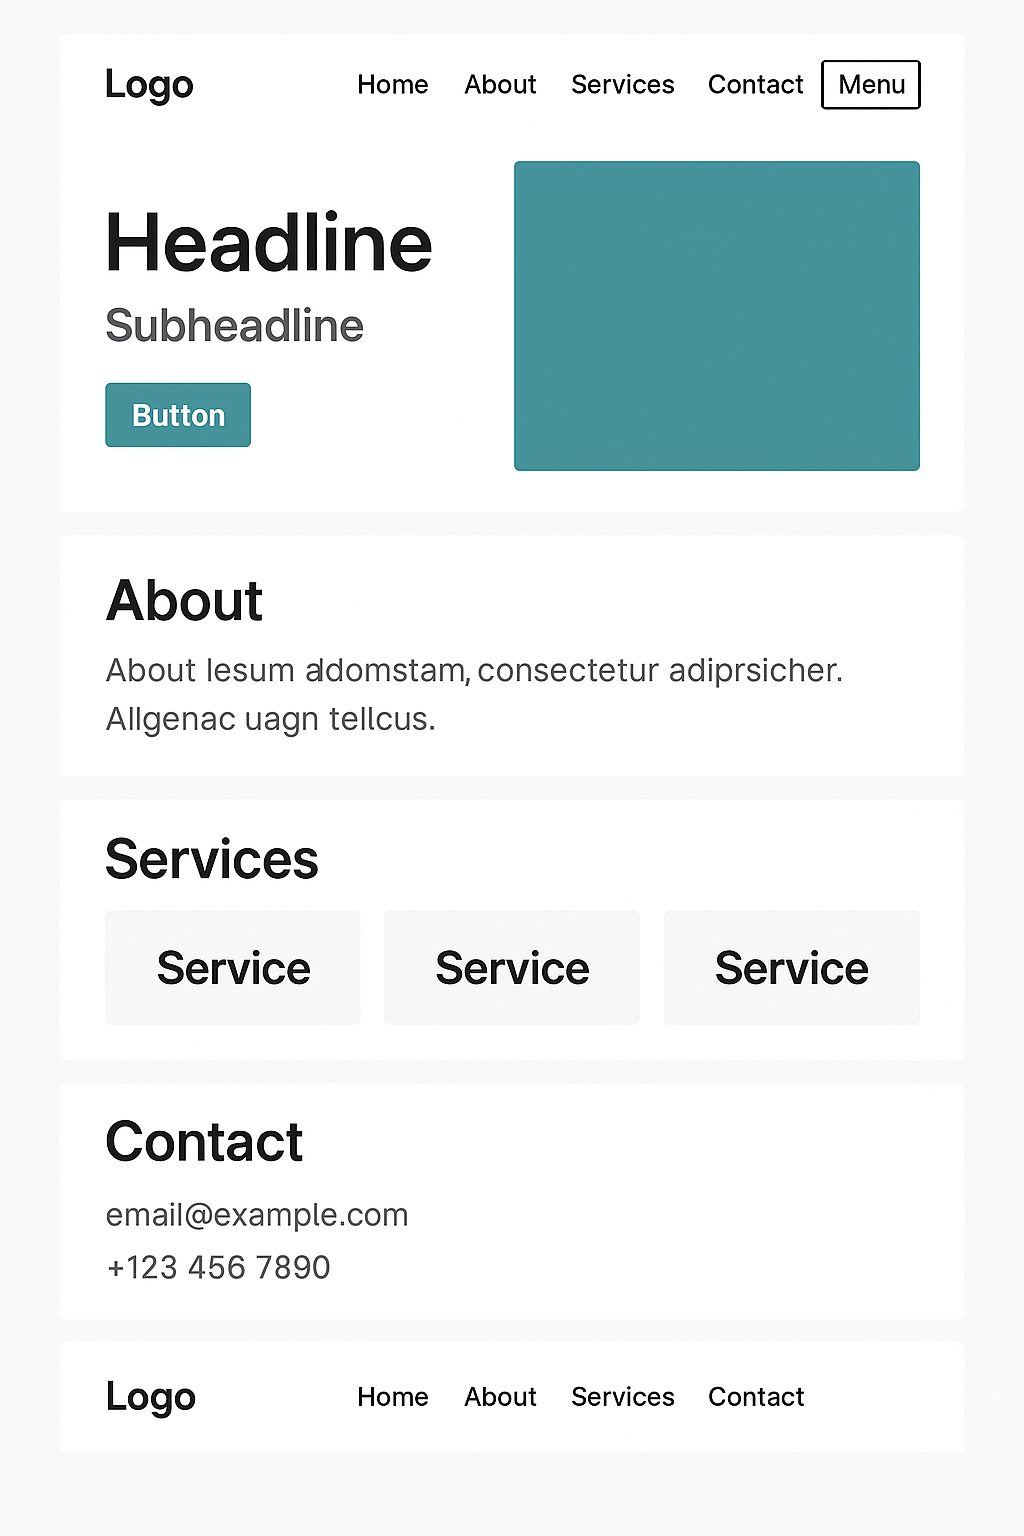 Logo Home About Services Contact Menu
Headline
Subheadline
Button
About
About lesum aldomstam, consectetur adiprsicher.
Allgenac uagn tellcus.
Services
Service Service Service
Contact
email@example.com
+123 456 7890
Logo Home About Services Contact